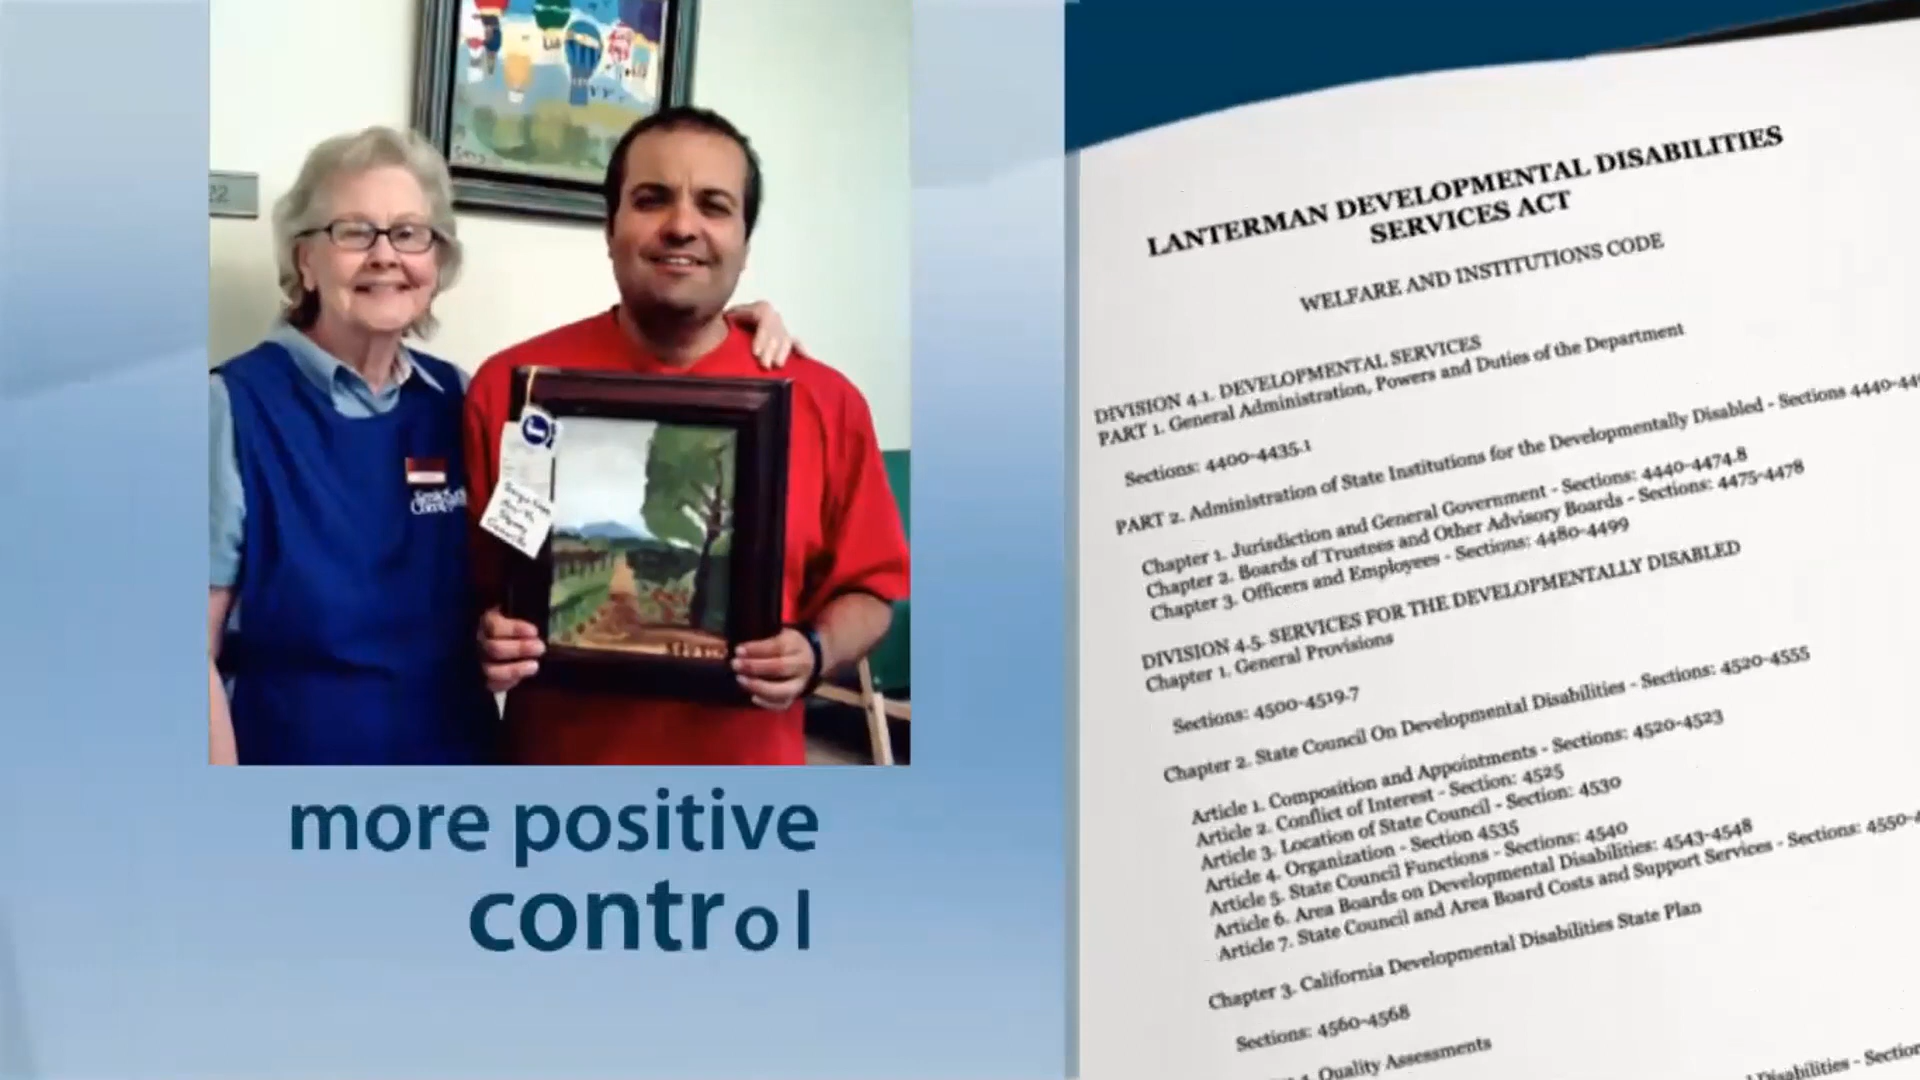 22
more positive
control
LANTERMAN DEVELOPMENTAL DISABILITIES
SERVICES ACT
WELFARE AND INSTITUTIONS CODE
DIVISION 4.1. DEVELOPMENTAL SERVICES
PART 1. General Administration, Powers and Duties of the Department
Sections: 4400-4435.1
PART 2. Administration of State Institutions for the Developmentally Disabled - Sections 4440-44
Chapter 1. Jurisdiction and General Government - Sections: 4440-4474.8
Chapter 2. Boards of Trustees and Other Advisory Boards - Sections: 4475-4478
Chapter 3. Officers and Employees - Sections: 4480-4499
DIVISION 4.5. SERVICES FOR THE DEVELOPMENTALLY DISABLED
Chapter 1. General Provisions
Sections: 4500-4519.7
Chapter 2. State Council On Developmental Disabilities - Sections: 4520-4555
Article 1. Composition and Appointments - Sections: 4520-4523
Article 2. Conflict of Interest - Section: 4525
Article 3. Location of State Council - Section: 4530
Article 4. Organization - Section 4535
Article 5. State Council Functions - Sections: 4540
Article 6. Area Boards on Developmental Disabilities: 4543-4548
Article 7. State Council and Area Board Costs and Support Services - Sections: 4550-4
Chapter 3. California Developmental Disabilities State Plan
Sections: 4560-4568
4. Quality Assessments
Disabilities - Section